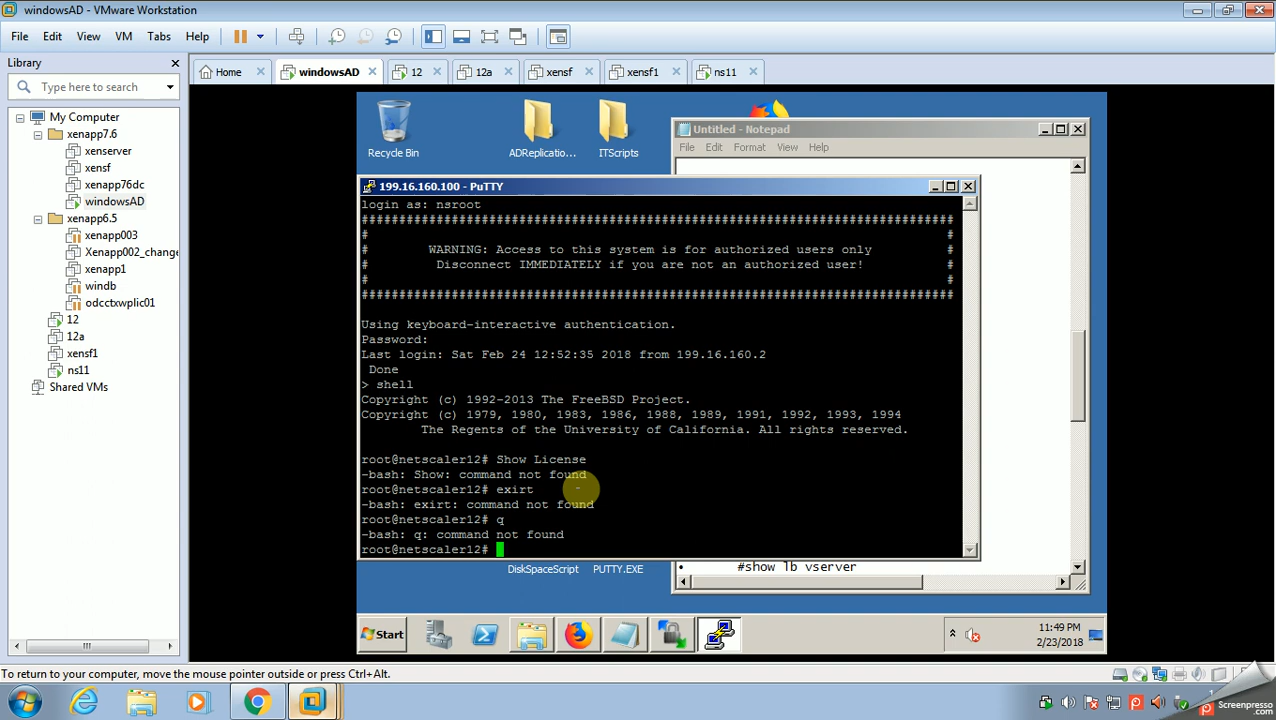 windowsAD - VMware Workstation
File Edit View VM Tabs Help
Library
Type here to search
My Computer
xenapp7.6
xenserver
xensf
xenapp76dc
windowsAD
xenapp6.5
xenapp003
Xenapp002_change
xenapp1
windb
odcctxwplic01
12
12a
xensf1
ns11
Shared VMs
Home windowsAD 12 12a xensf xensf1 ns11
Recycle Bin ADReplicatio... ITScripts
Untitled - Notepad
File Edit Format View Help
199.16.160.100 - PuTTY
login as: nsroot
###############################################################################
# #
# WARNING: Access to this system is for authorized users only #
# Disconnect IMMEDIATELY if you are not an authorized user! #
# #
###############################################################################
Using keyboard-interactive authentication.
Password:
Last login: Sat Feb 24 12:52:35 2018 from 199.16.160.2
Done
> shell
Copyright (c) 1992-2013 The FreeBSD Project.
Copyright (c) 1979, 1980, 1983, 1986, 1988, 1989, 1991, 1992, 1993, 1994
The Regents of the University of California. All rights reserved.
root@netscaler12# Show License
-bash: Show: command not found
root@netscaler12# exirt
-bash: exirt: command not found
root@netscaler12# q
-bash: q: command not found
root@netscaler12#
• #show lb vserver
DiskSpaceScript PUTTY.EXE
Start
11:49 PM
2/23/2018
To return to your computer, move the mouse pointer outside or press Ctrl+Alt.
Screenpresso
.com